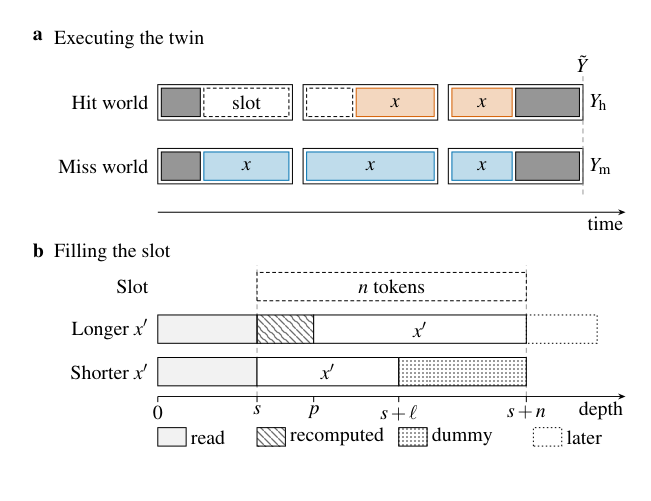 a Executing the twin
Ỹ
Hit world slot x x Yh
Miss world x x x Ym
time
b Filling the slot
Slot n tokens
Longer x′ x′
Shorter x′ x′
0 s p s + ℓ s + n depth
read recomputed dummy later